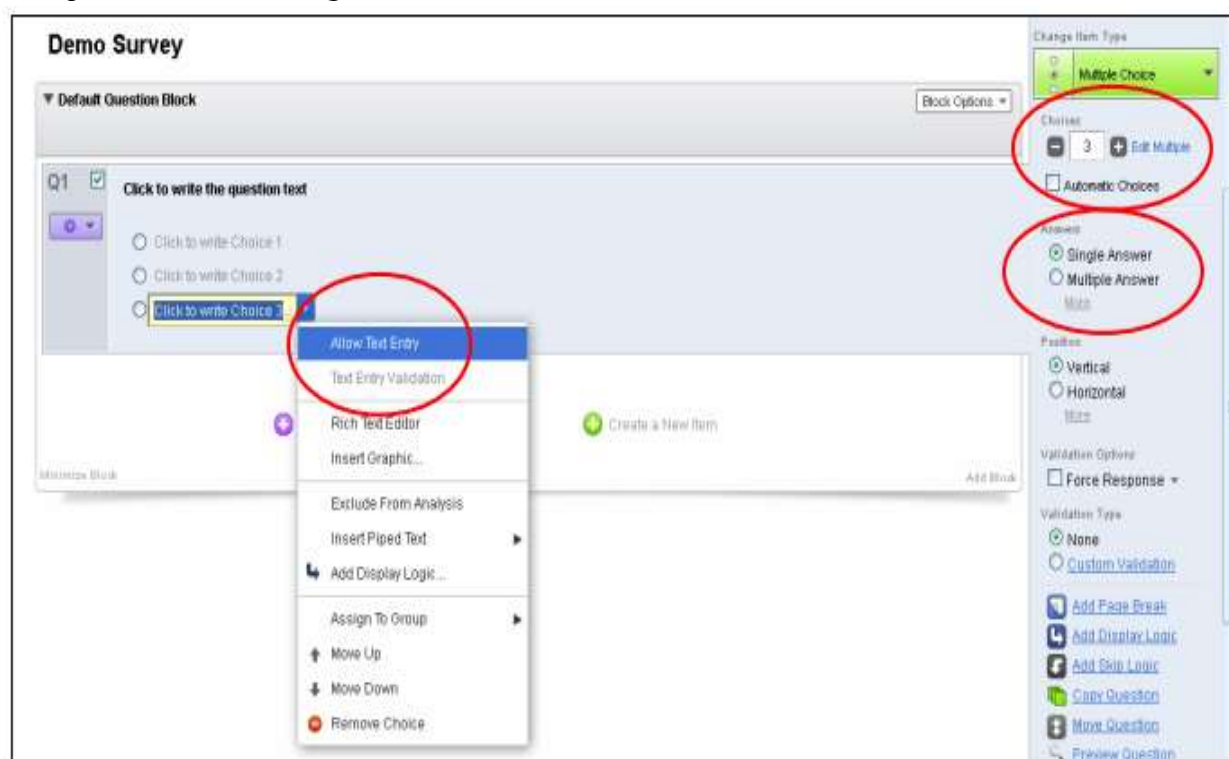 Demo Survey
Default Question Block
Block Options
Q1
Click to write the question text
Click to write Choice 1
Click to write Choice 2
Click to write Choice 3
Allow Text Entry
Text Entry Validation
Rich Text Editor
Insert Graphic...
Exclude From Analysis
Insert Piped Text
Add Display Logic...
Assign To Group
Move Up
Move Down
Remove Choice
Create a New Item
Minimize Block
Add Block
Change Item Type
Multiple Choice
Choices
3 Edit Multiple
Automatic Choices
Answers
Single Answer
Multiple Answer
More
Position
Vertical
Horizontal
More
Validation Options
Force Response
Validation Type
None
Custom Validation
Add Page Break
Add Display Logic
Add Skip Logic
Copy Question
Move Question
Preview Question